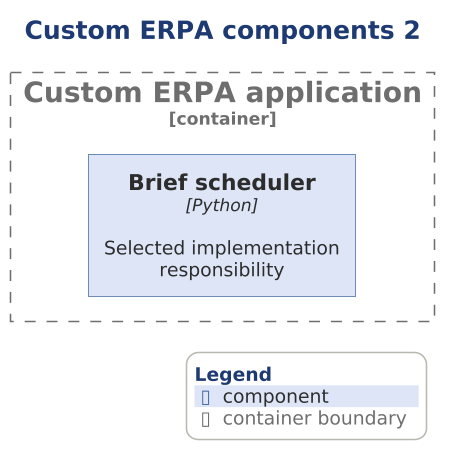 Custom ERPA components 2
Custom ERPA application
[container]
Brief scheduler
[Python]
Selected implementation
responsibility
Legend
▯ component
▯ container boundary